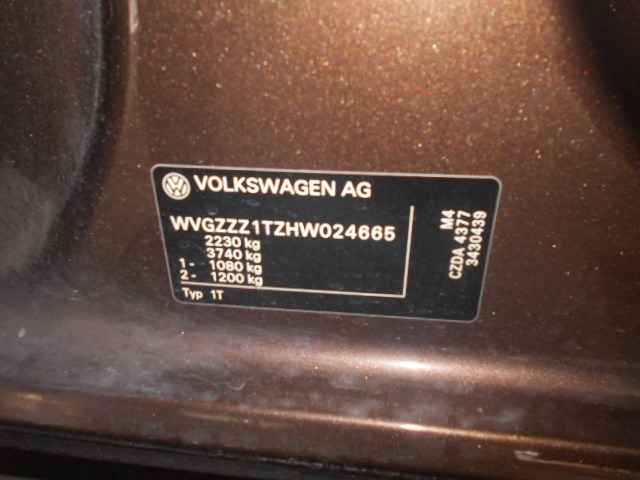 VOLKSWAGEN AG
WVGZZZ1TZHW024665
2230 kg
3740 kg
1 - 1080 kg
2 - 1200 kg
Typ 1T
M4
CZDA 4377
3430439